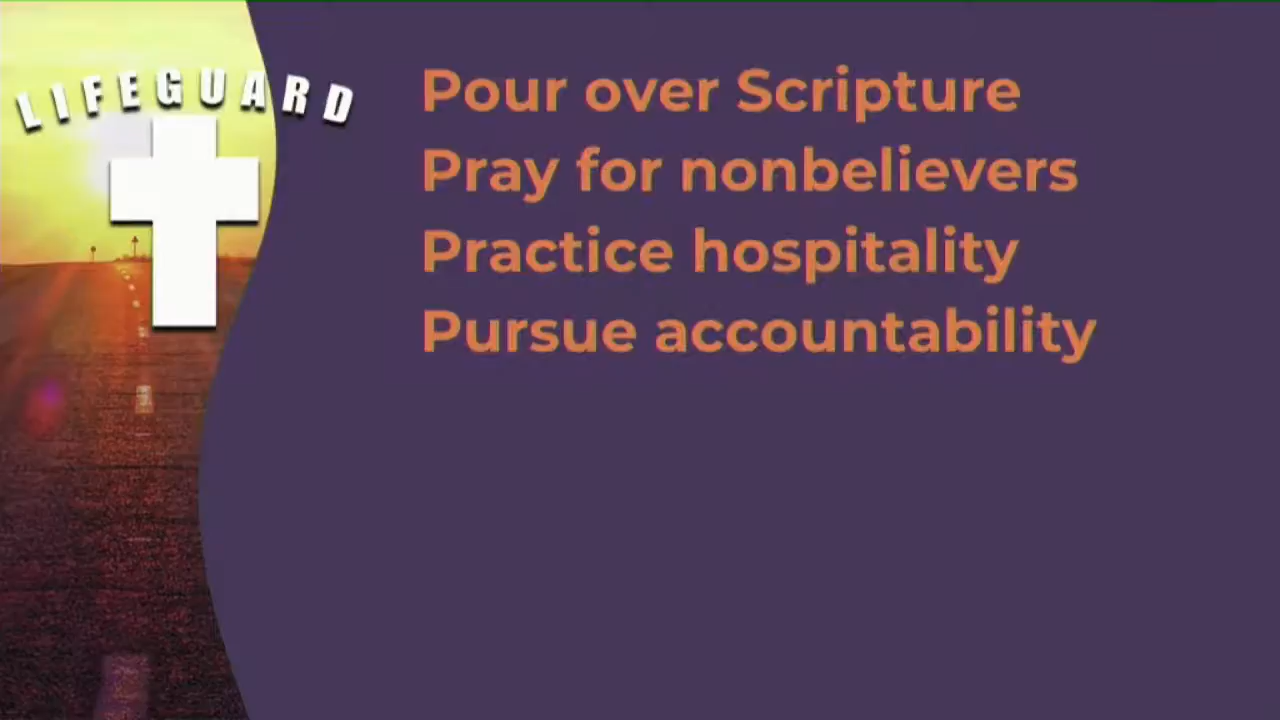 LIFEGUARD
Pour over Scripture
Pray for nonbelievers
Practice hospitality
Pursue accountability